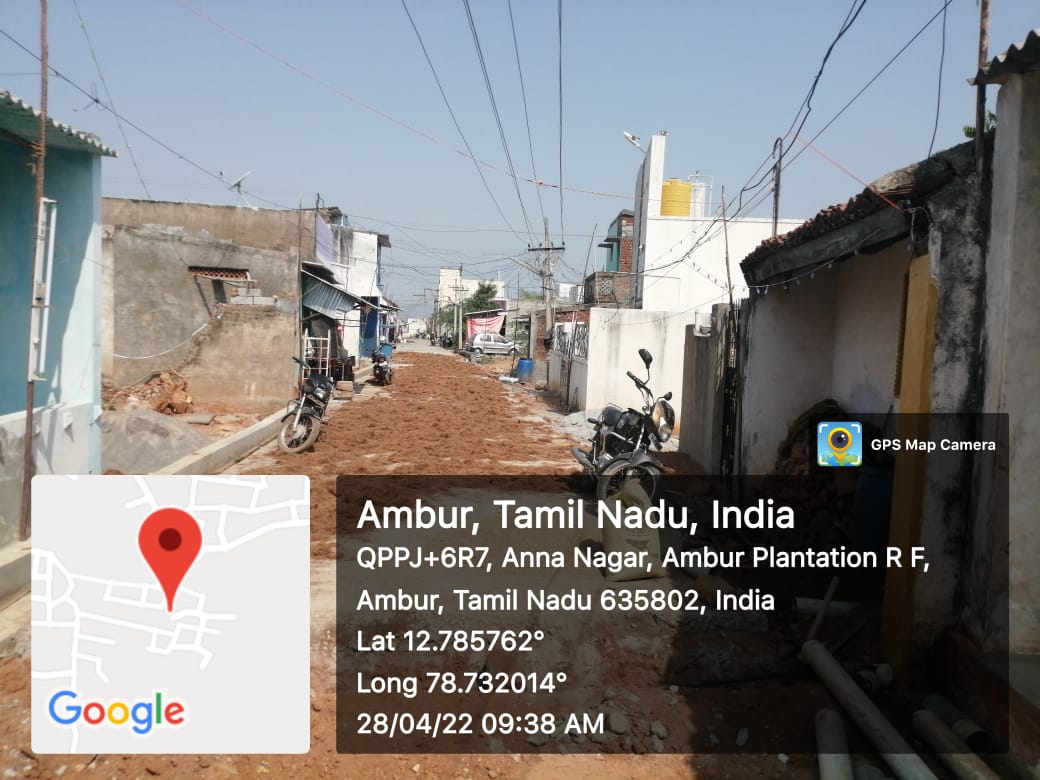 GPS Map Camera
Ambur, Tamil Nadu, India
QPPJ+6R7, Anna Nagar, Ambur Plantation R F,
Ambur, Tamil Nadu 635802, India
Lat 12.785762°
Long 78.732014°
28/04/22 09:38 AM
Google